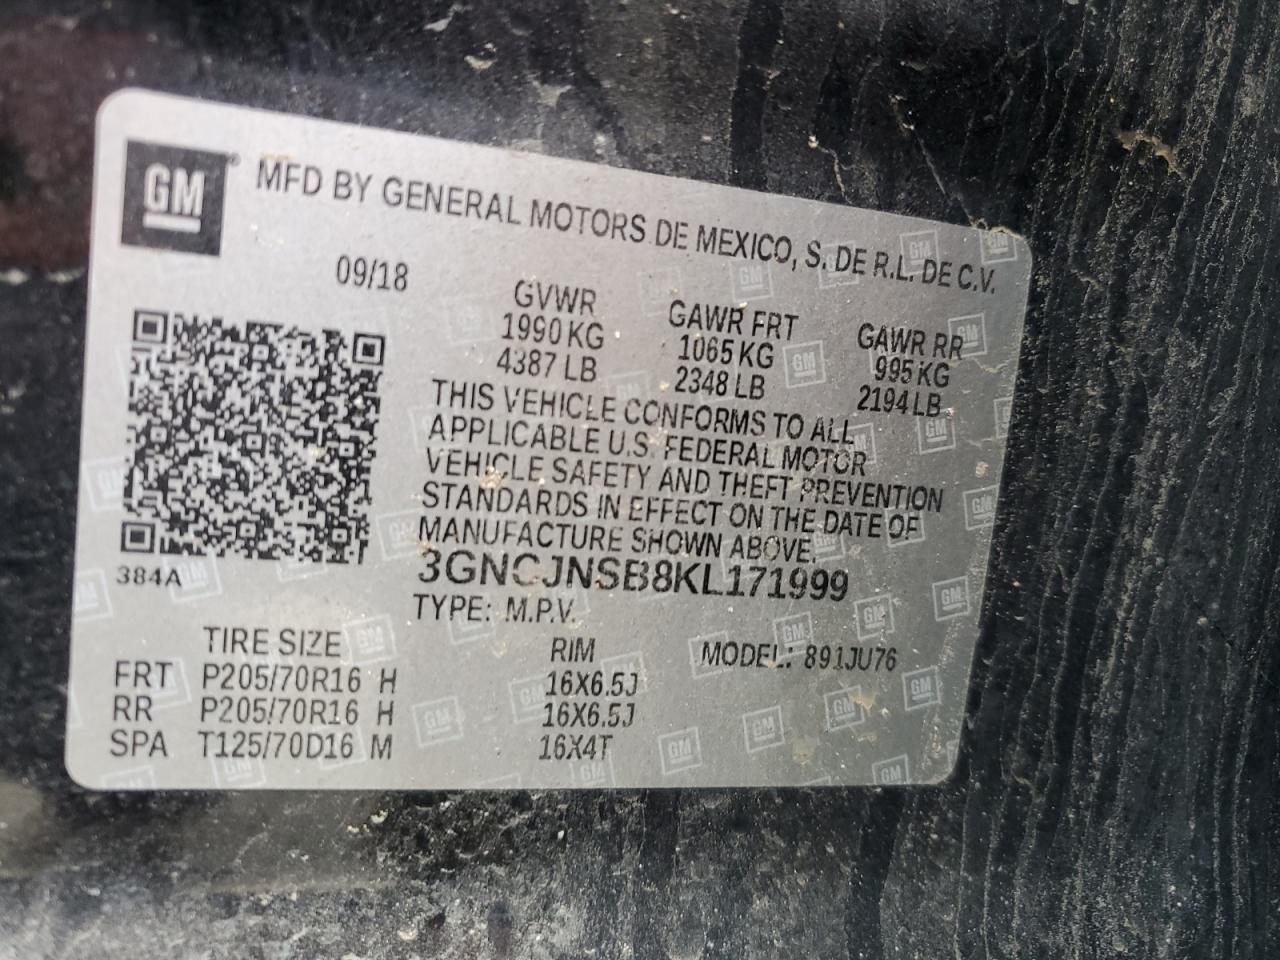 GM
MFD BY GENERAL MOTORS DE MEXICO, S. DE R.L. DE C.V.
09/18
GVWR GAWR FRT GAWR RR
1990 KG 1065 KG 995 KG
4387 LB 2348 LB 2194 LB
THIS VEHICLE CONFORMS TO ALL
APPLICABLE U.S. FEDERAL MOTOR
VEHICLE SAFETY AND THEFT PREVENTION
STANDARDS IN EFFECT ON THE DATE OF
MANUFACTURE SHOWN ABOVE.
384A
3GNCJNSB8KL171999
TYPE: M.P.V.
TIRE SIZE RIM MODEL: 891JU76
FRT P205/70R16 H 16X6.5J
RR P205/70R16 H 16X6.5J
SPA T125/70D16 M 16X4T